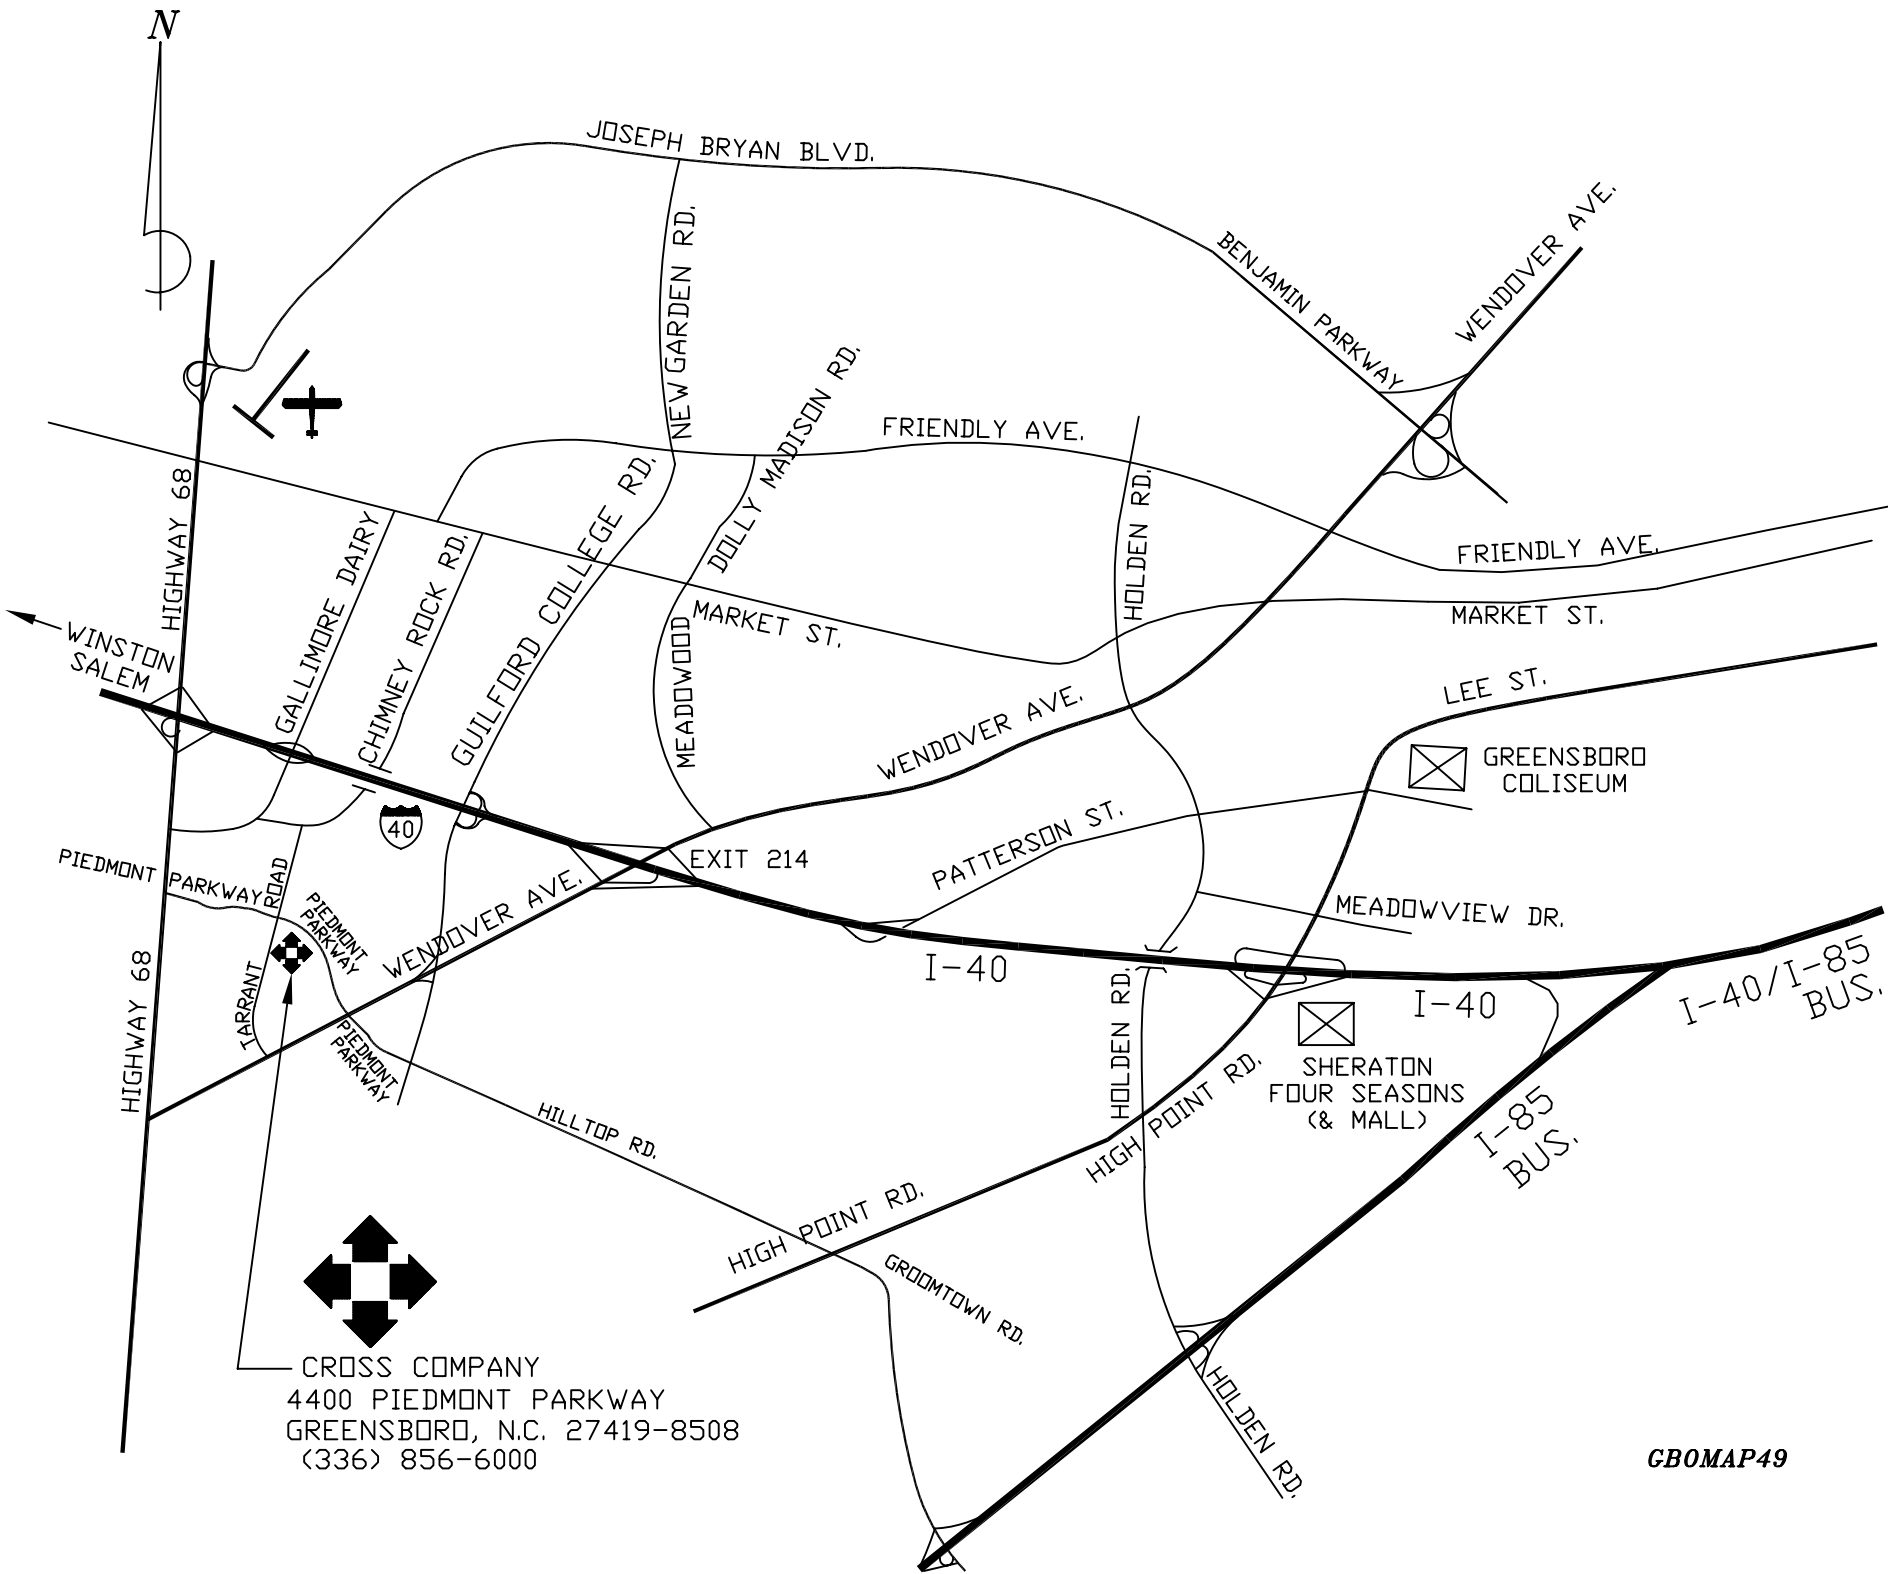 N
JOSEPH BRYAN BLVD.
NEW GARDEN RD.
BENJAMIN PARKWAY
WENDOVER AVE.
DOLLY MADISON RD.
FRIENDLY AVE.
HIGHWAY 68
GALLIMORE DAIRY
CHIMNEY ROCK RD.
GUILFORD COLLEGE RD.
HOLDEN RD.
FRIENDLY AVE.
MARKET ST.
MARKET ST.
WINSTON
SALEM
MEADOWOOD
WENDOVER AVE.
LEE ST.
GREENSBORO
COLISEUM
40
EXIT 214
PATTERSON ST.
PIEDMONT PARKWAY
TARRANT ROAD
PIEDMONT
PARKWAY
WENDOVER AVE.
MEADOWVIEW DR.
HIGHWAY 68
I-40
I-40
I-40/I-85
BUS.
HOLDEN RD.
PIEDMONT
PARKWAY
SHERATON
FOUR SEASONS
(& MALL)
HILLTOP RD.
HIGH POINT RD.
I-85
BUS.
HIGH POINT RD.
GROOMTOWN RD.
HOLDEN RD.
CROSS COMPANY
4400 PIEDMONT PARKWAY
GREENSBORO, N.C. 27419-8508
(336) 856-6000
GBOMAP49